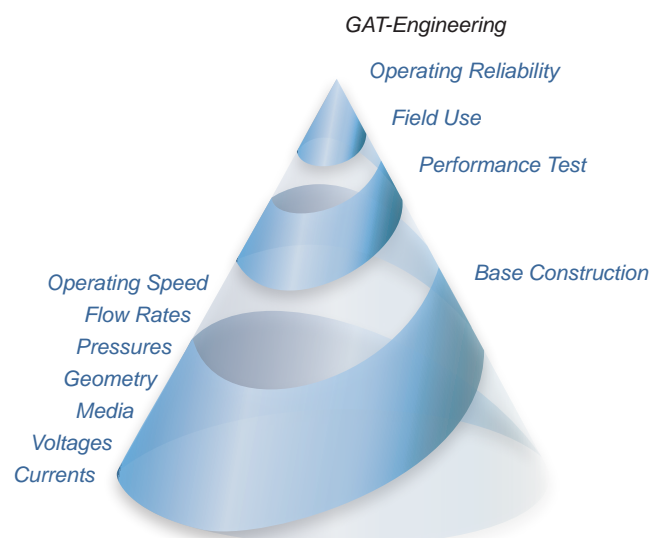 GAT-Engineering
Operating Reliability
Field Use
Performance Test
Base Construction
Operating Speed
Flow Rates
Pressures
Geometry
Media
Voltages
Currents